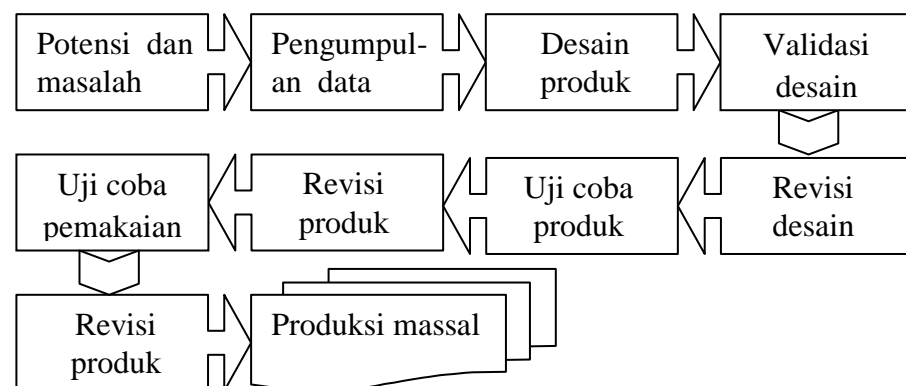 Potensi dan
masalah
Pengumpul-
an data
Desain
produk
Validasi
desain
Revisi
desain
Uji coba
produk
Revisi
produk
Uji coba
pemakaian
Revisi
produk
Produksi massal